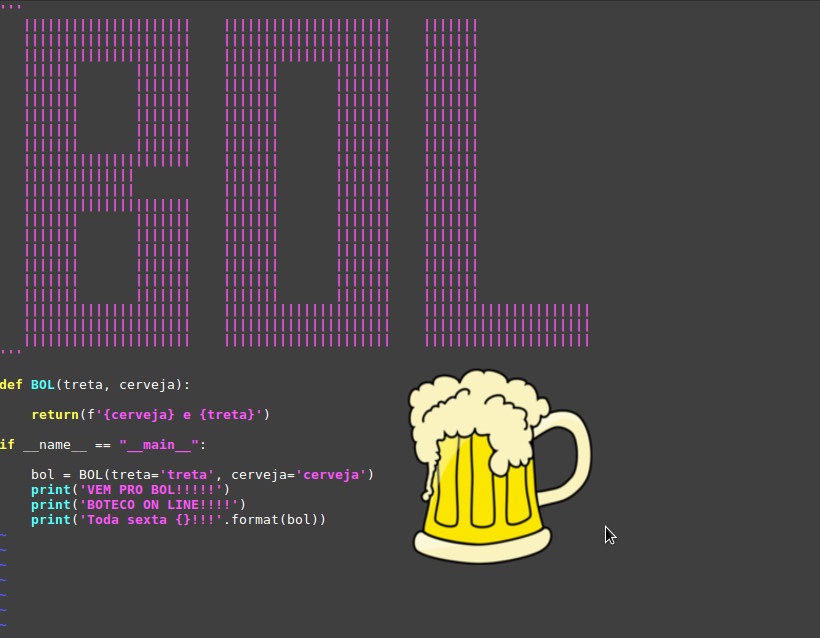 '''
BOL
'''
def BOL(treta, cerveja):
return(f'{cerveja} e {treta}')
if __name__ == "__main__":
bol = BOL(treta='treta', cerveja='cerveja')
print('VEM PRO BOL!!!!!')
print('BOTECO ON LINE!!!!')
print('Toda sexta {}!!!'.format(bol))
~
~
~
~
~
~
~